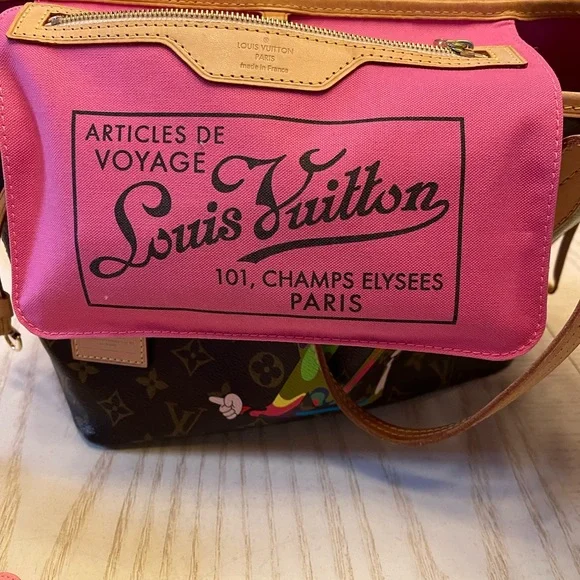 LOUIS VUITTON
PARIS
made in France
ARTICLES DE
VOYAGE
Louis Vuitton
101, CHAMPS ELYSEES
PARIS